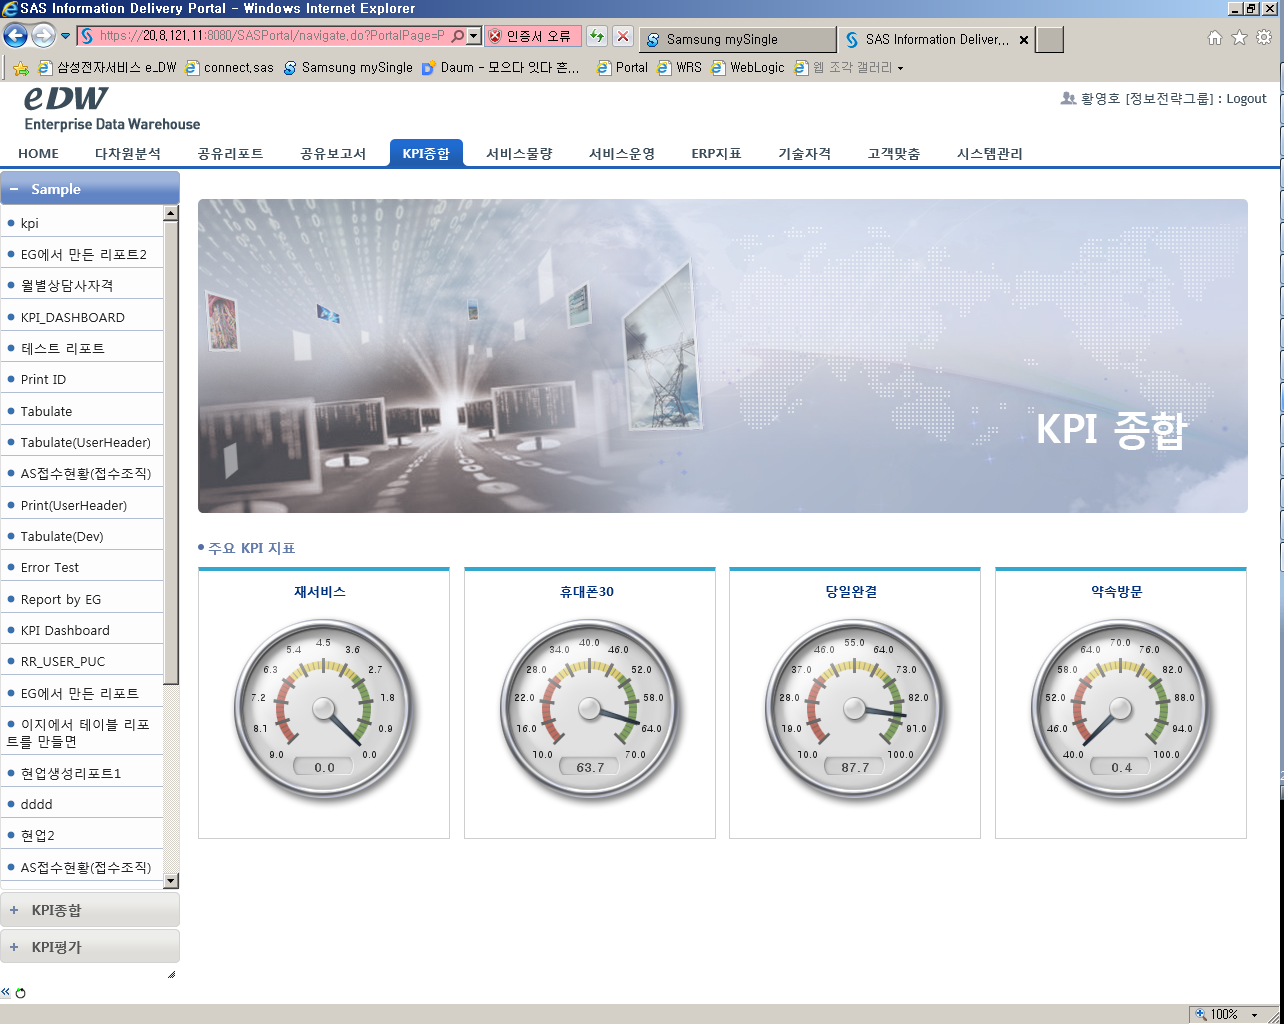 SAS Information Delivery Portal - Windows Internet Explorer
https://20.8.121.11:8080/SASPortal/navigate.do?PortalPage=P
인증서 오류
Samsung mySingle
SAS Information Deliver...
삼성전자서비스 e_DW
connect.sas
Samsung mySingle
Daum - 모으다 잇다 흔...
Portal
WRS
WebLogic
웹 조각 갤러리
eDW
Enterprise Data Warehouse
황영호 [정보전략그룹] : Logout
HOME
다차원분석
공유리포트
공유보고서
KPI종합
서비스물량
서비스운영
ERP지표
기술자격
고객맞춤
시스템관리
Sample
kpi
EG에서 만든 리포트2
월별상담사자격
KPI_DASHBOARD
테스트 리포트
Print ID
Tabulate
Tabulate(UserHeader)
AS접수현황(접수조직)
Print(UserHeader)
Tabulate(Dev)
Error Test
Report by EG
KPI Dashboard
RR_USER_PUC
EG에서 만든 리포트
이지에서 테이블 리포
트를 만들면
현업생성리포트1
dddd
현업2
AS접수현황(접수조직)
KPI종합
KPI평가
KPI 종합
주요 KPI 지표
재서비스
9.0
8.1
7.2
6.3
5.4
4.5
3.6
2.7
1.8
0.9
0.0
0.0
휴대폰30
10.0
16.0
22.0
28.0
34.0
40.0
46.0
52.0
58.0
64.0
70.0
63.7
당일완결
10.0
19.0
28.0
37.0
46.0
55.0
64.0
73.0
82.0
91.0
100.0
87.7
약속방문
40.0
46.0
52.0
58.0
64.0
70.0
76.0
82.0
88.0
94.0
100.0
0.4
100%